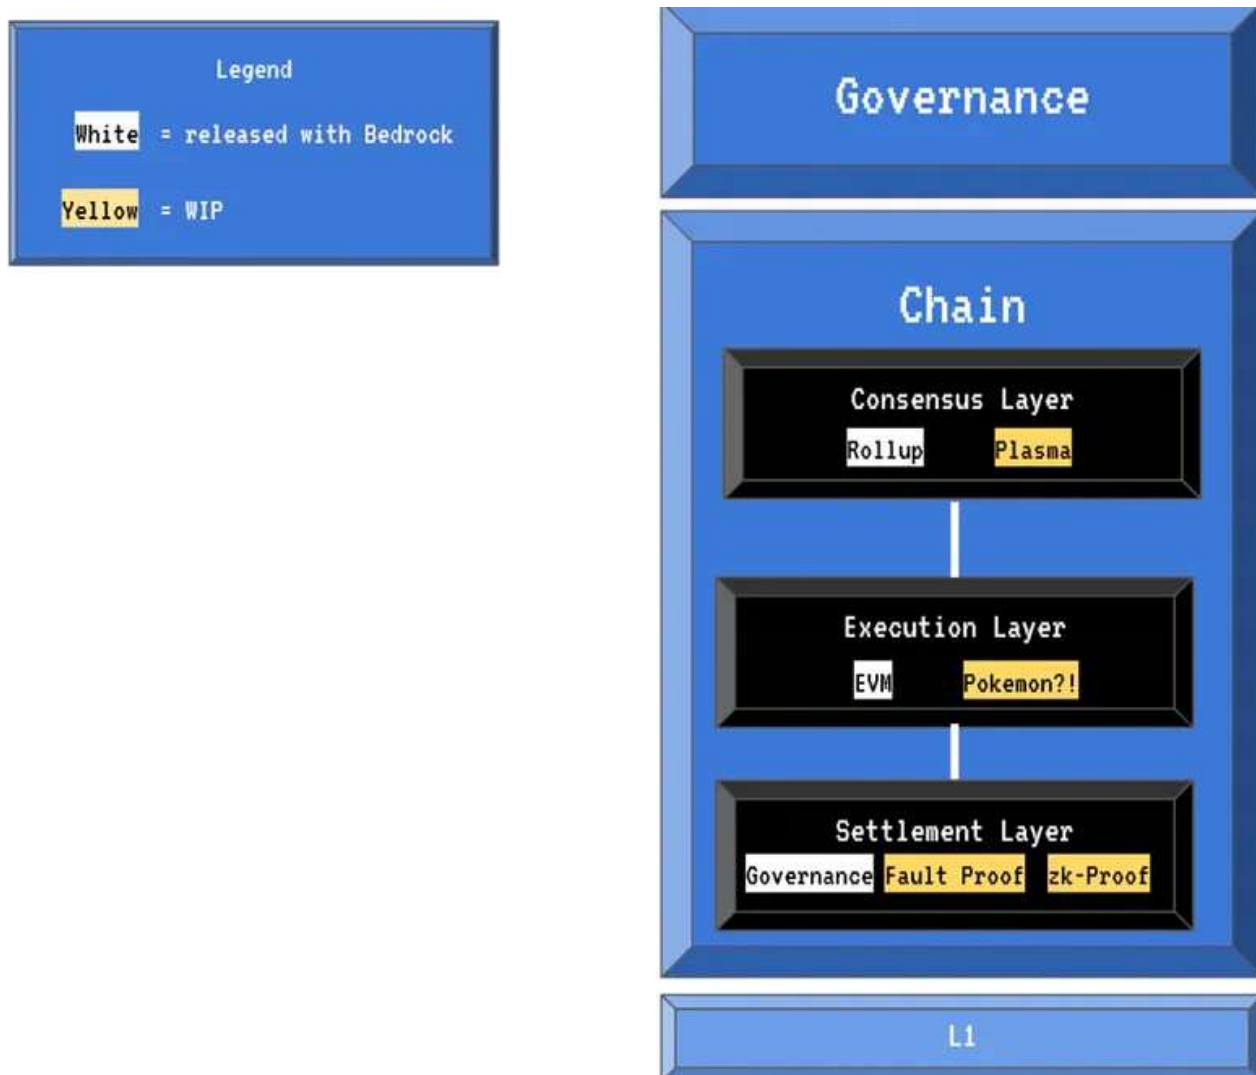 Legend
White = released with Bedrock
Yellow = WIP
Governance
Chain
Consensus Layer
Rollup Plasma
Execution Layer
EVM Pokemon?!
Settlement Layer
Governance Fault Proof zk-Proof
L1